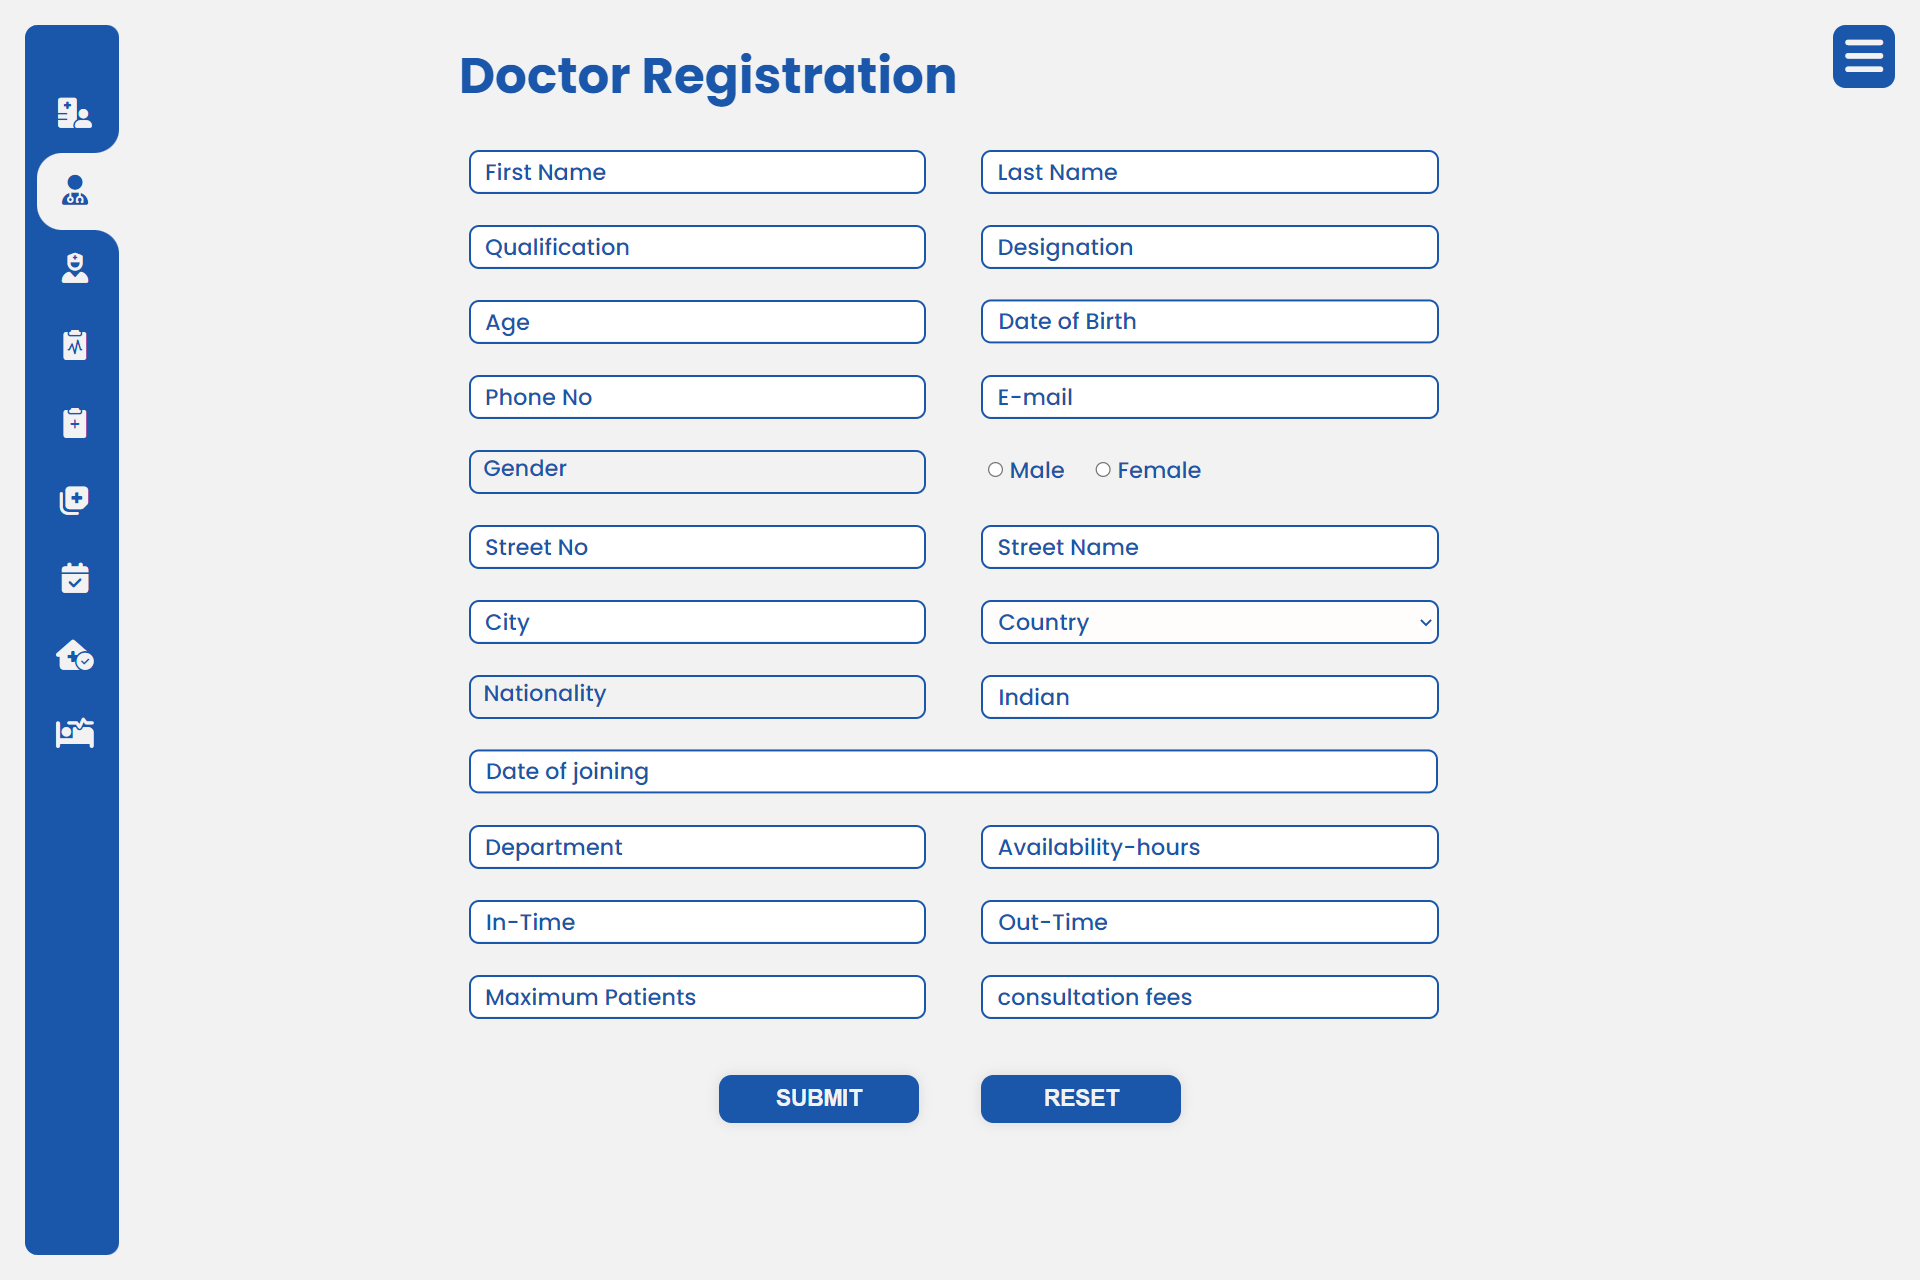 Doctor Registration
First Name
Last Name
Qualification
Designation
Age
Date of Birth
Phone No
E-mail
Gender
Male
Female
Street No
Street Name
City
Country
Nationality
Indian
Date of joining
Department
Availability-hours
In-Time
Out-Time
Maximum Patients
consultation fees
SUBMIT
RESET